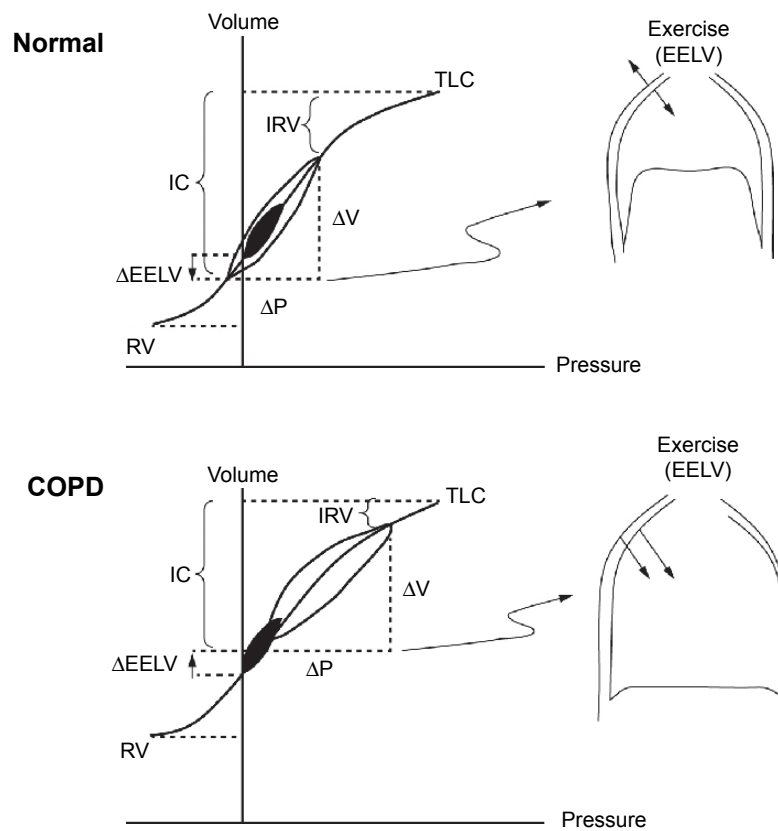 Normal
Volume
Exercise
(EELV)
TLC
IRV
IC
ΔV
ΔEELV
ΔP
RV
Pressure
COPD
Volume
Exercise
(EELV)
TLC
IRV
IC
ΔV
ΔEELV
ΔP
RV
Pressure